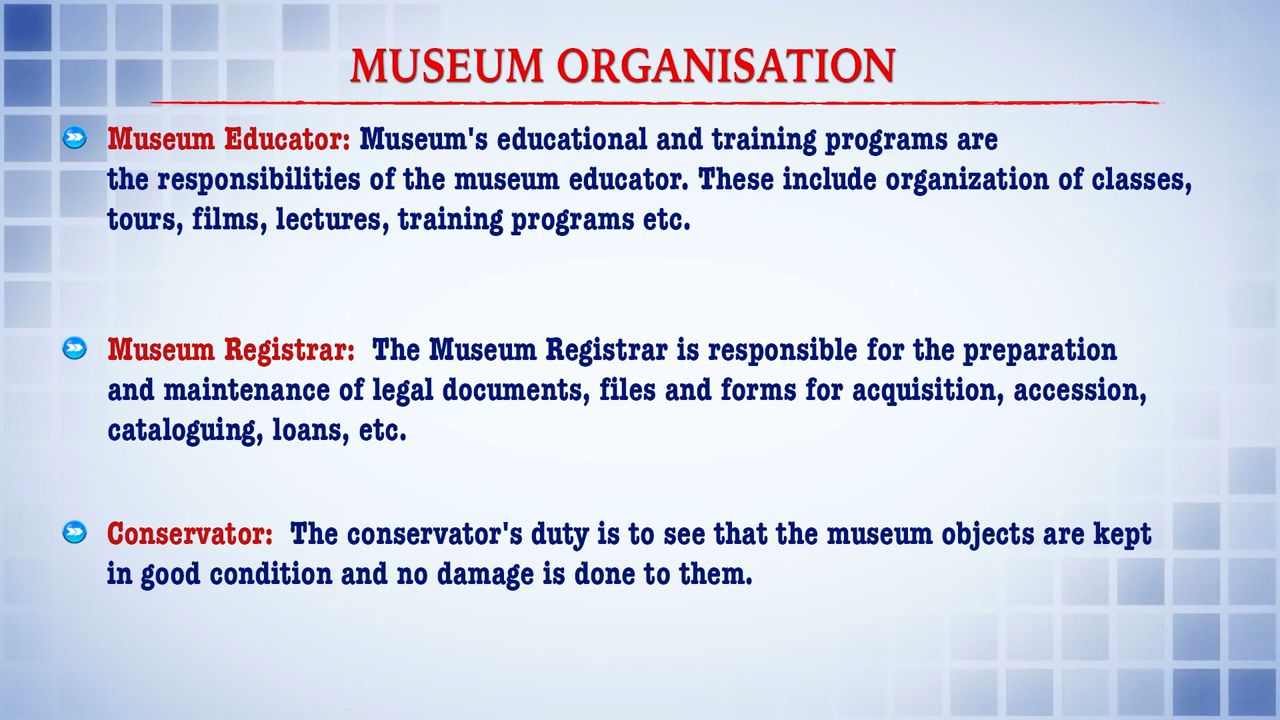 MUSEUM ORGANISATION
Museum Educator: Museum's educational and training programs are
the responsibilities of the museum educator. These include organization of classes,
tours, films, lectures, training programs etc.
Museum Registrar: The Museum Registrar is responsible for the preparation
and maintenance of legal documents, files and forms for acquisition, accession,
cataloguing, loans, etc.
Conservator: The conservator's duty is to see that the museum objects are kept
in good condition and no damage is done to them.